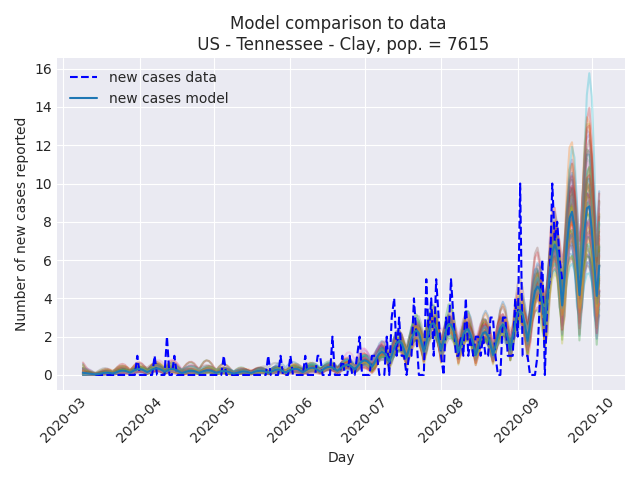 Model comparison to data
US - Tennessee - Clay, pop. = 7615
new cases data
new cases model
Number of new cases reported
16
14
12
10
8
6
4
2
0
2020-03
2020-04
2020-05
2020-06
2020-07
2020-08
2020-09
2020-10
Day